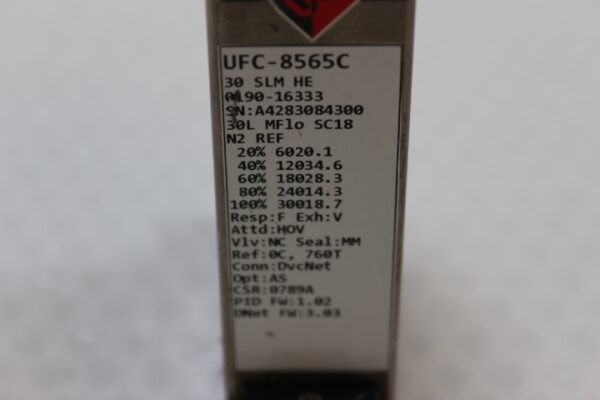 UFC-8565C
30 SLM HE
0190-16333
SN:A4283084300
30L MFlo SC18
N2 REF
20% 6020.1
40% 12034.6
60% 18028.3
80% 24014.3
100% 30018.7
Resp:F Exh:V
Attd:HOV
Vlv:NC Seal:MM
Ref:0C, 760T
Conn:DvcNet
Opt:AS
CSR:0789A
PID FW:1.02
DNet FW:3.03